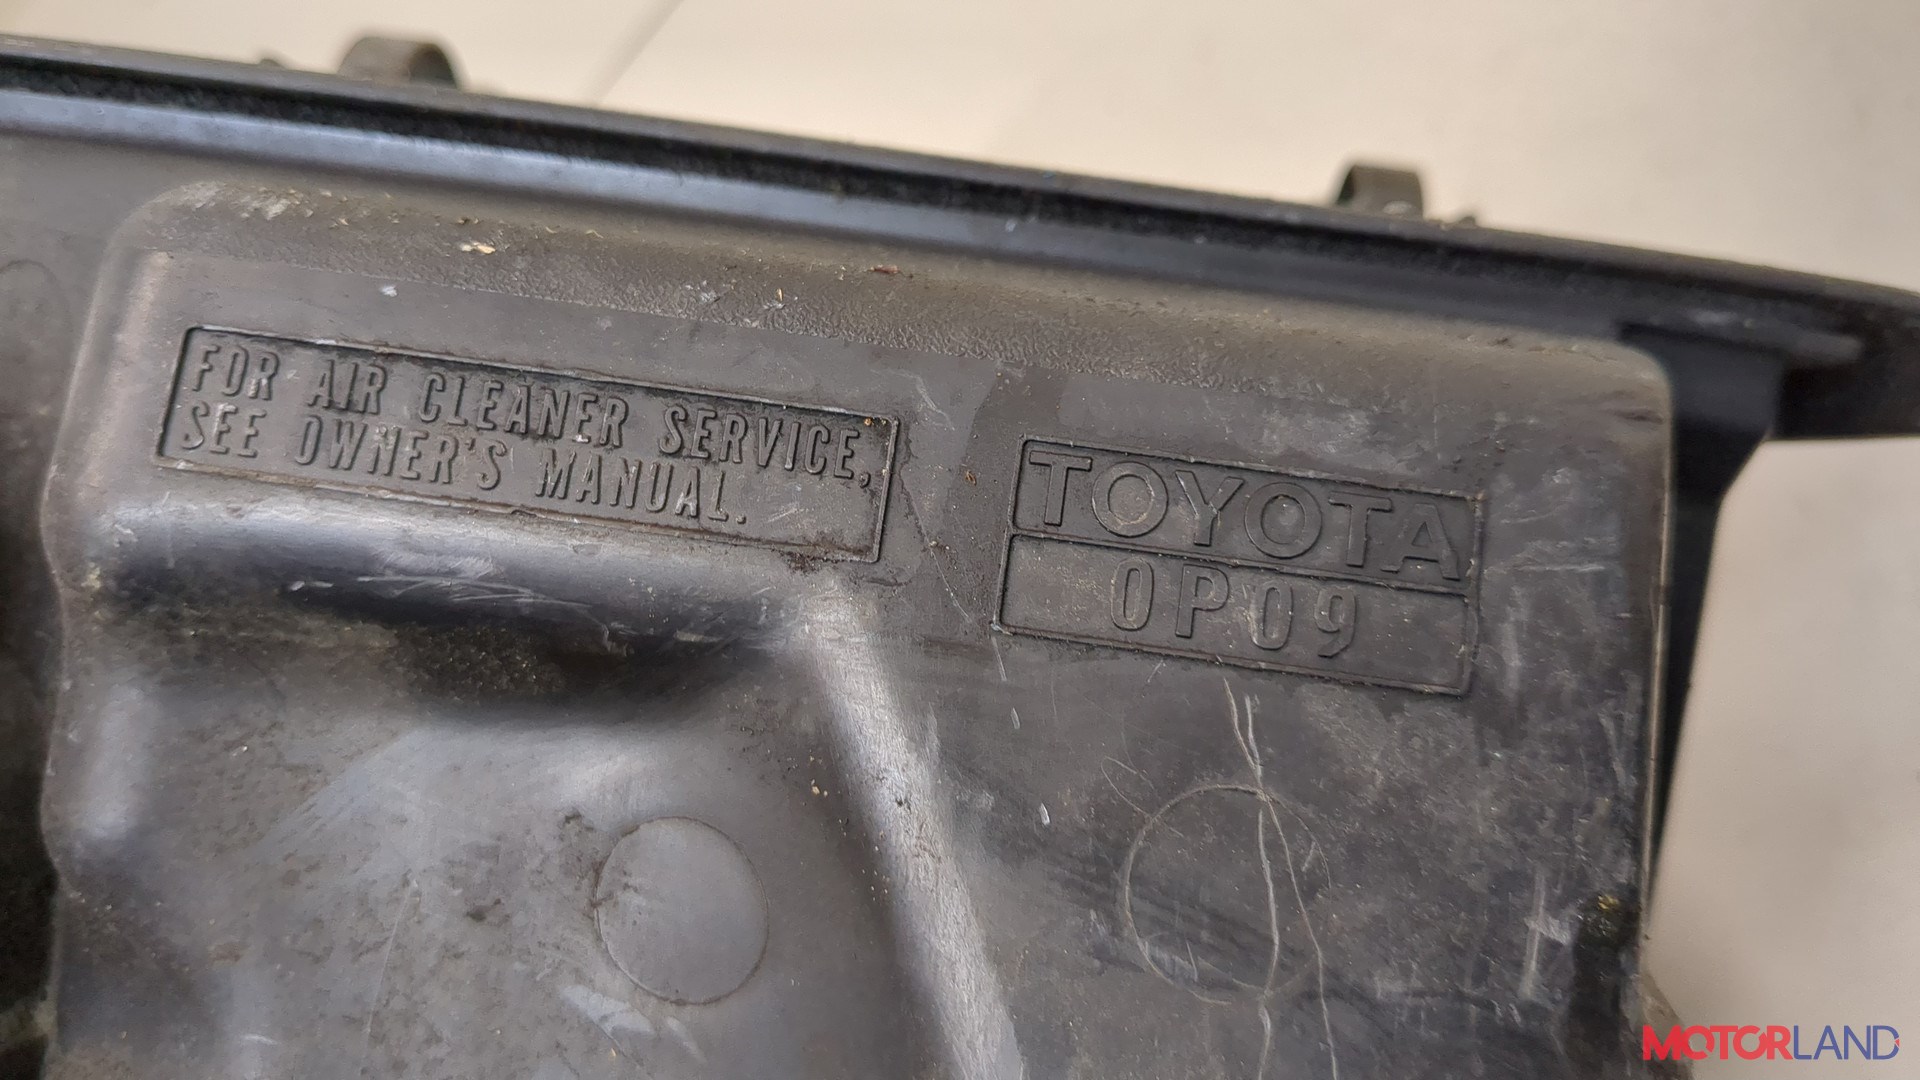 FOR AIR CLEANER SERVICE,
SEE OWNER'S MANUAL.
TOYOTA
0P09
MOTORLAND